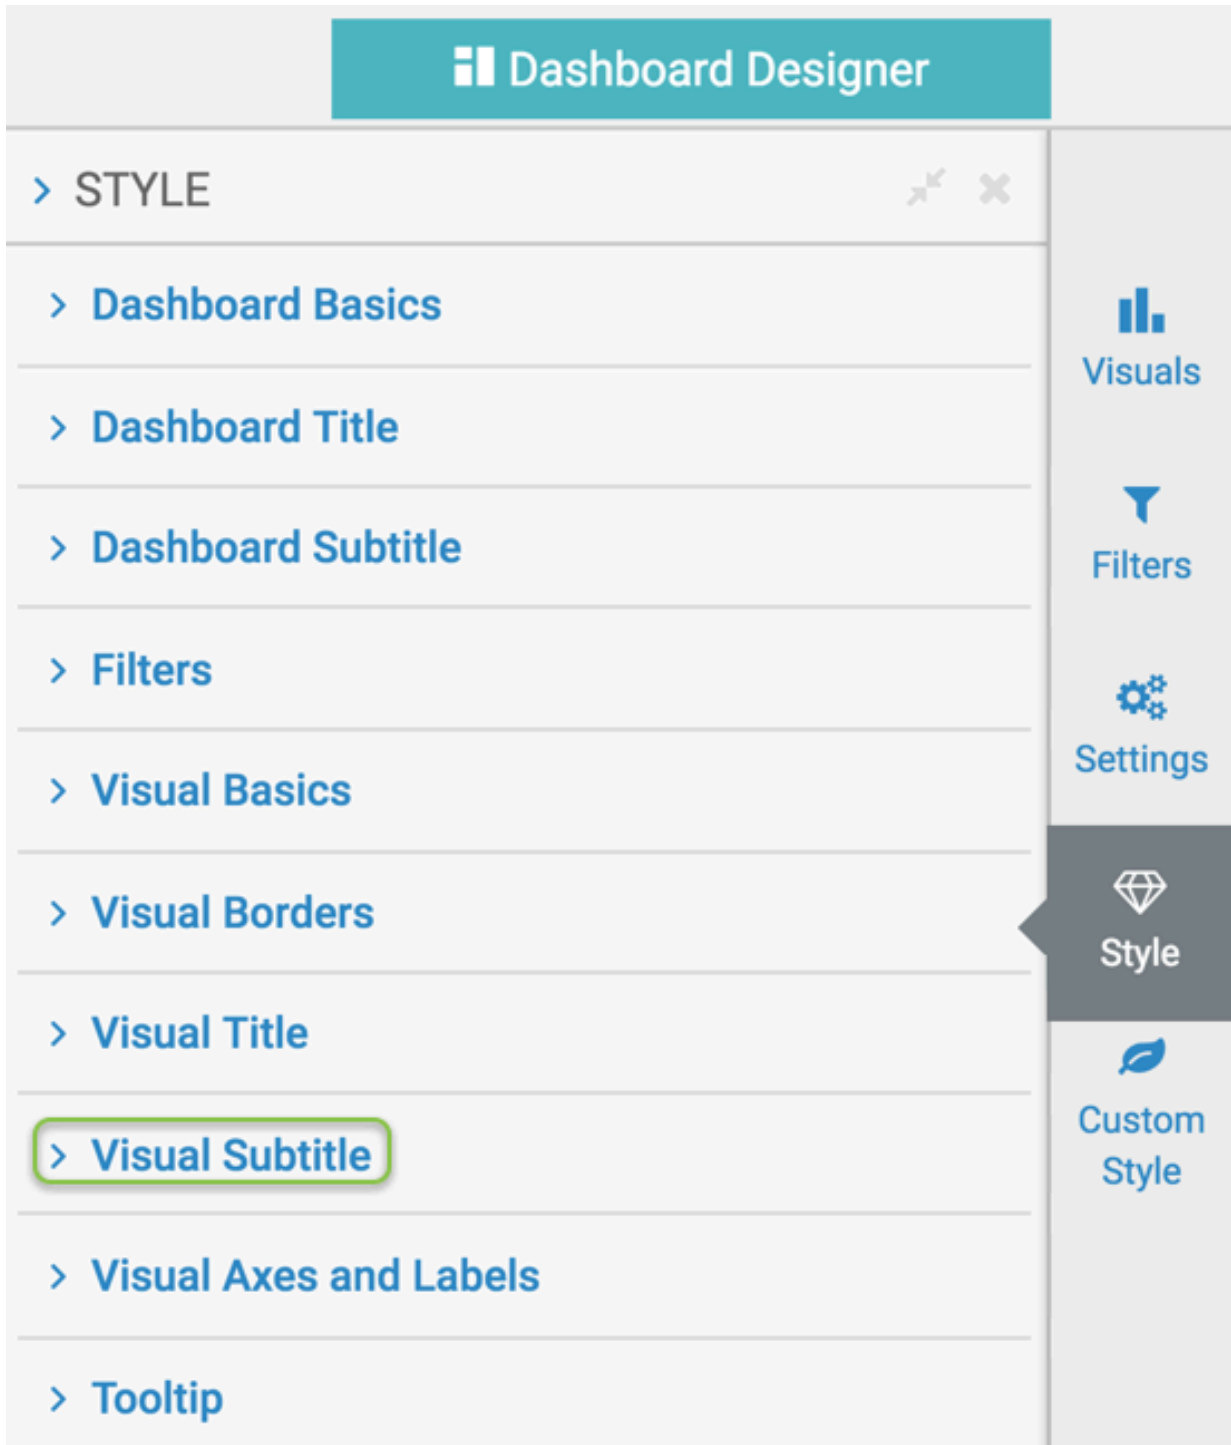 Dashboard Designer
STYLE
Dashboard Basics
Dashboard Title
Dashboard Subtitle
Filters
Visual Basics
Visual Borders
Visual Title
Visual Subtitle
Visual Axes and Labels
Tooltip
Visuals
Filters
Settings
Style
Custom
Style